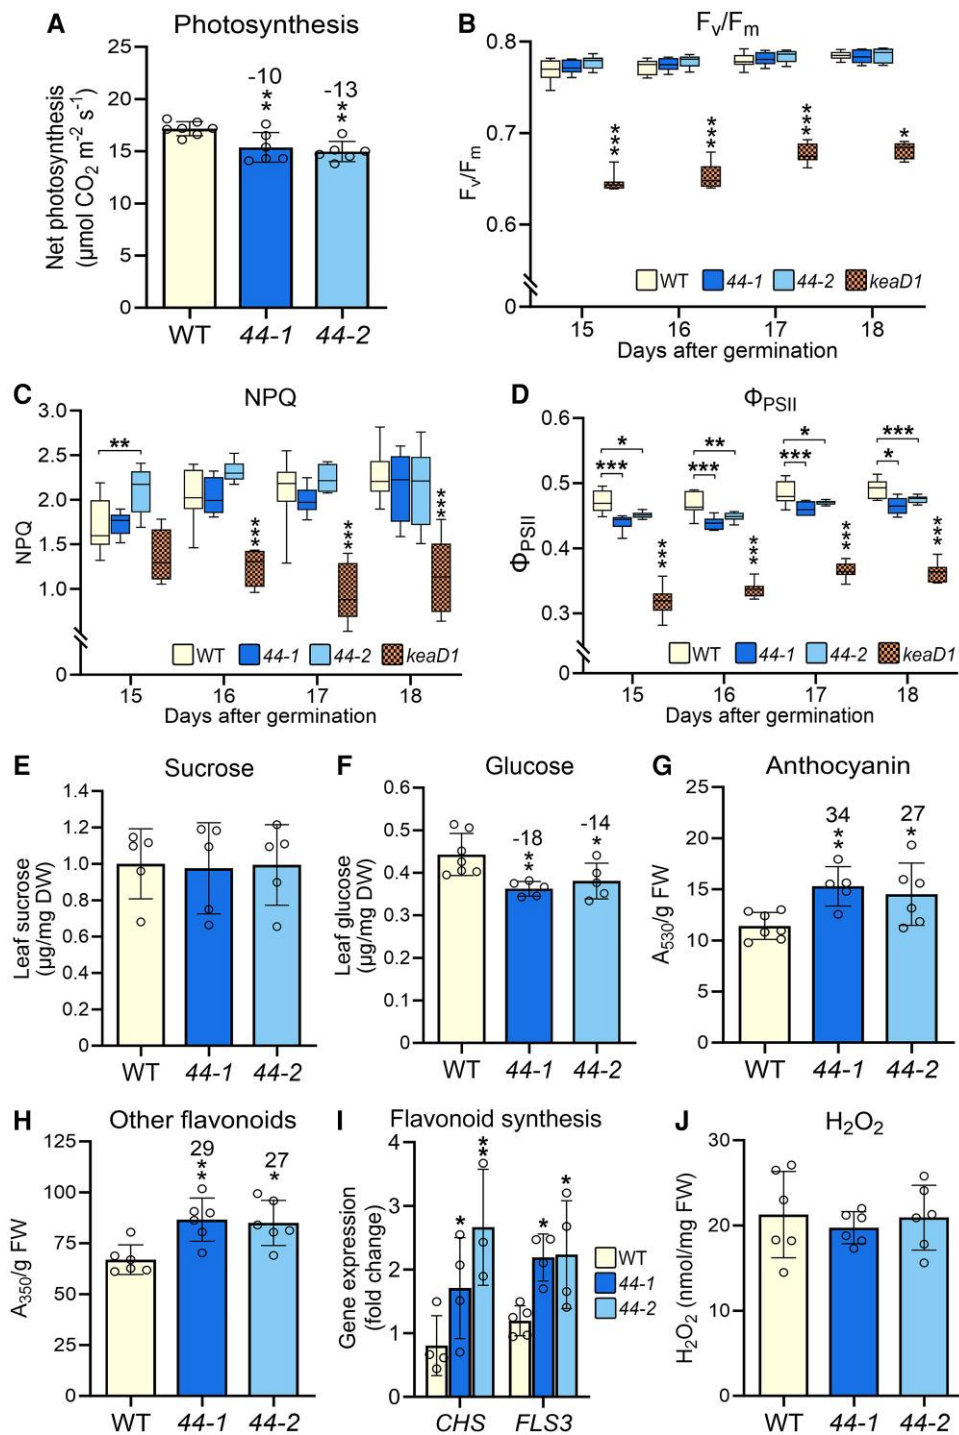 A Photosynthesis
Net photosynthesis
(µmol CO₂ m⁻² s⁻¹)
25
20
15
10
5
0
-10
**
-13
**
WT 44-1 44-2
B Fᵥ/Fₘ
Fᵥ/Fₘ
0.8
0.7
0.6
0
***
***
***
*
WT 44-1 44-2 keaD1
15 16 17 18
Days after germination
C NPQ
NPQ
3.0
2.5
2.0
1.5
1.0
0
**
***
***
***
WT 44-1 44-2 keaD1
15 16 17 18
Days after germination
D Φ_PSII
Φ_PSII
0.6
0.5
0.4
0.3
0
* ** * ***
*** *** *** *
*** *** *** ***
WT 44-1 44-2 keaD1
15 16 17 18
Days after germination
E Sucrose
Leaf sucrose
(µg/mg DW)
1.4
1.2
1.0
0.8
0.6
0.4
0.2
0
WT 44-1 44-2
F Glucose
Leaf glucose
(µg/mg DW)
0.6
0.5
0.4
0.3
0.2
0.1
0
-18
**
-14
*
WT 44-1 44-2
G Anthocyanin
A₅₃₀/g FW
25
20
15
10
5
0
34
**
27
*
WT 44-1 44-2
H Other flavonoids
A₃₅₀/g FW
125
100
75
50
25
0
29
**
27
*
WT 44-1 44-2
I Flavonoid synthesis
Gene expression
(fold change)
4
3
2
1
0
* ** * *
WT
44-1
44-2
CHS FLS3
J H₂O₂
H₂O₂ (nmol/mg FW)
30
20
10
0
WT 44-1 44-2